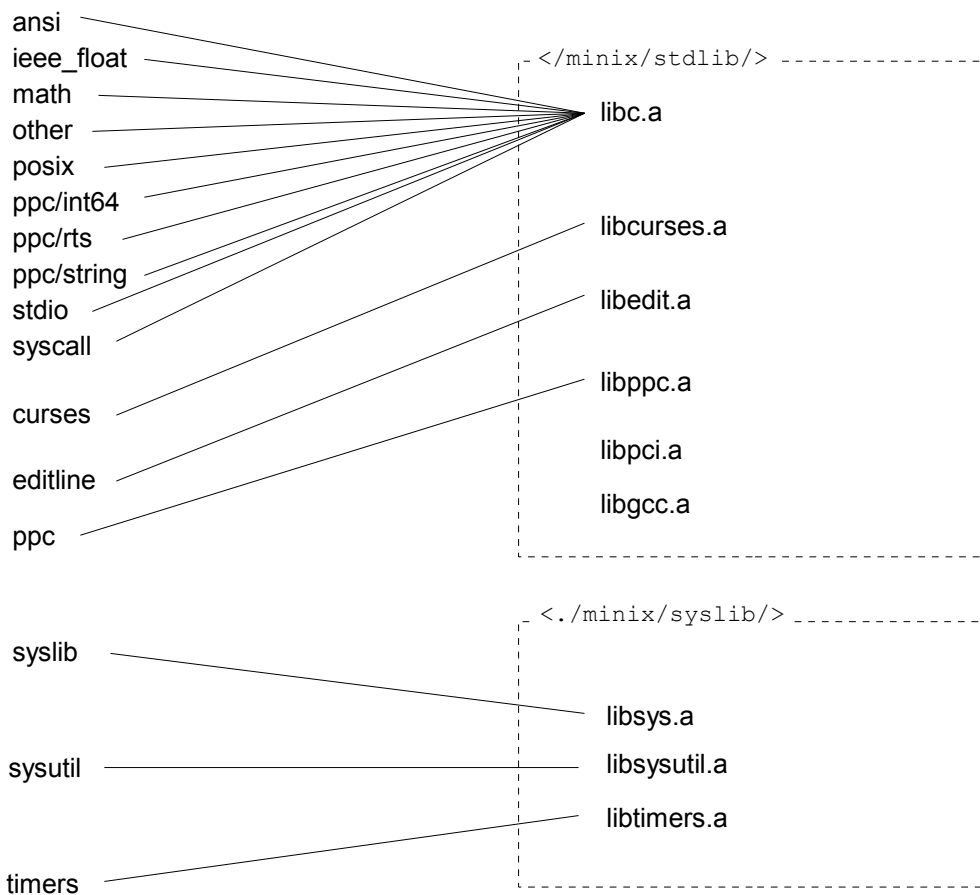 ansi
ieee_float
math
other
posix
ppc/int64
ppc/rts
ppc/string
stdio
syscall
curses
editline
ppc
syslib
sysutil
timers
</minix/stdlib/>
libc.a
libcurses.a
libedit.a
libppc.a
libpci.a
libgcc.a
<./minix/syslib/>
libsys.a
libsysutil.a
libtimers.a